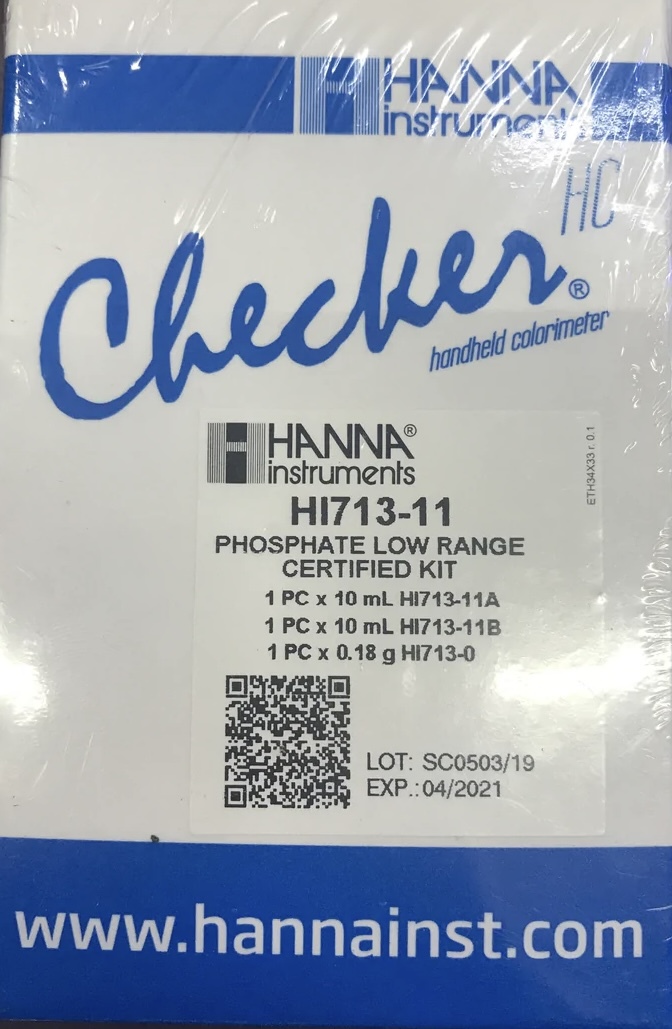 HANNA
instruments
HC
Checker®
handheld colorimeter
HANNA®
instruments
ETH34X33 r. 0.1
HI713-11
PHOSPHATE LOW RANGE
CERTIFIED KIT
1 PC x 10 mL HI713-11A
1 PC x 10 mL HI713-11B
1 PC x 0.18 g HI713-0
LOT: SC0503/19
EXP.: 04/2021
www.hannainst.com